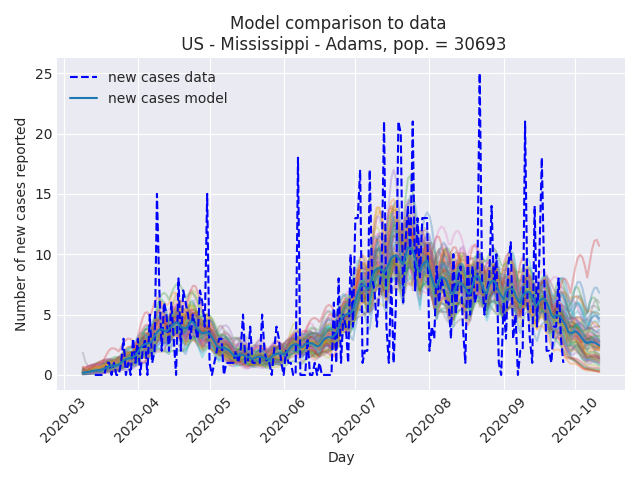 Model comparison to data
US - Mississippi - Adams, pop. = 30693
new cases data
new cases model
Number of new cases reported
25
20
15
10
5
0
2020-03
2020-04
2020-05
2020-06
2020-07
2020-08
2020-09
2020-10
Day